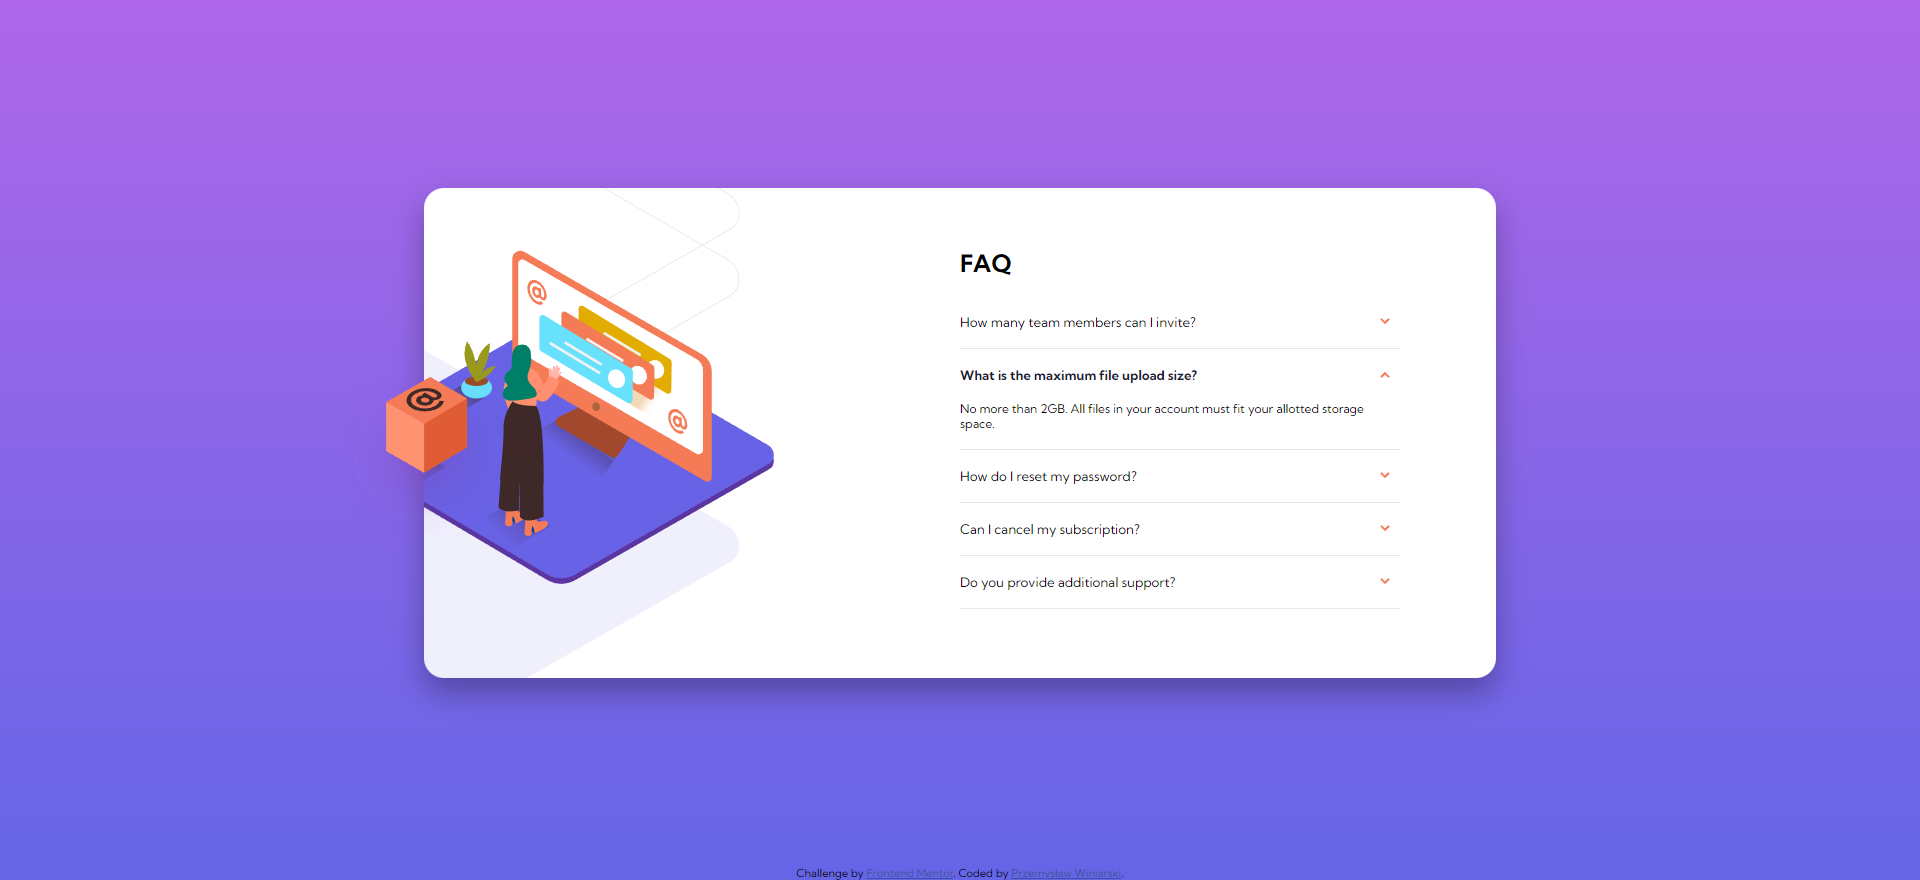 FAQ
How many team members can I invite?
What is the maximum file upload size?
No more than 2GB. All files in your account must fit your allotted storage
space.
How do I reset my password?
Can I cancel my subscription?
Do you provide additional support?
Challenge by Frontend Mentor. Coded by Przemysław Winiarski.